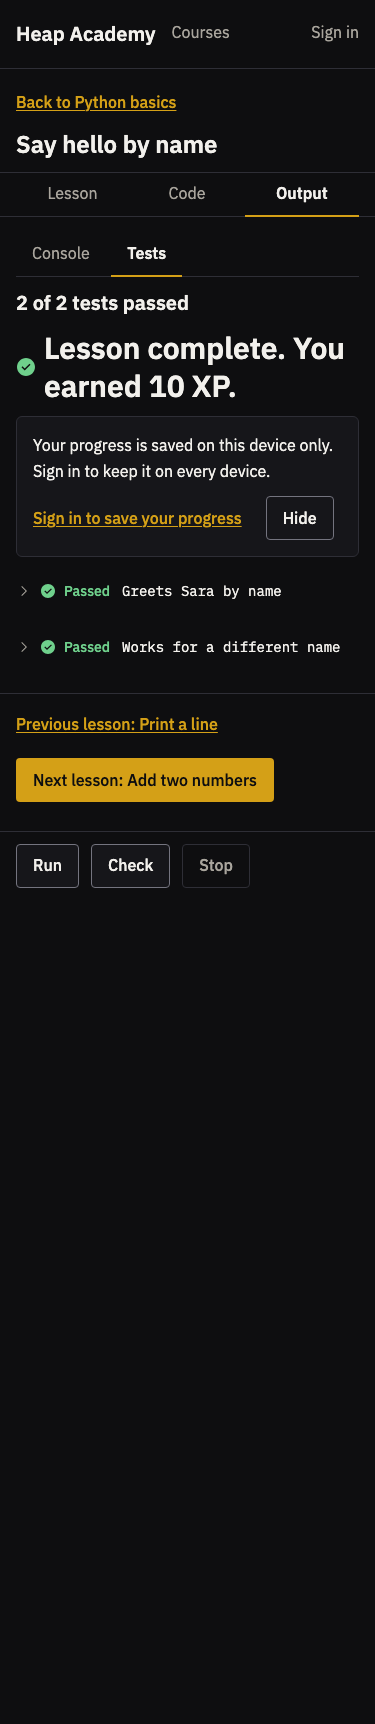 Heap Academy Courses Sign in
Back to Python basics
Say hello by name
Lesson Code Output
Console Tests
2 of 2 tests passed
Lesson complete. You
earned 10 XP.
Your progress is saved on this device only.
Sign in to keep it on every device.
Sign in to save your progress Hide
Passed Greets Sara by name
Passed Works for a different name
Previous lesson: Print a line
Next lesson: Add two numbers
Run Check Stop